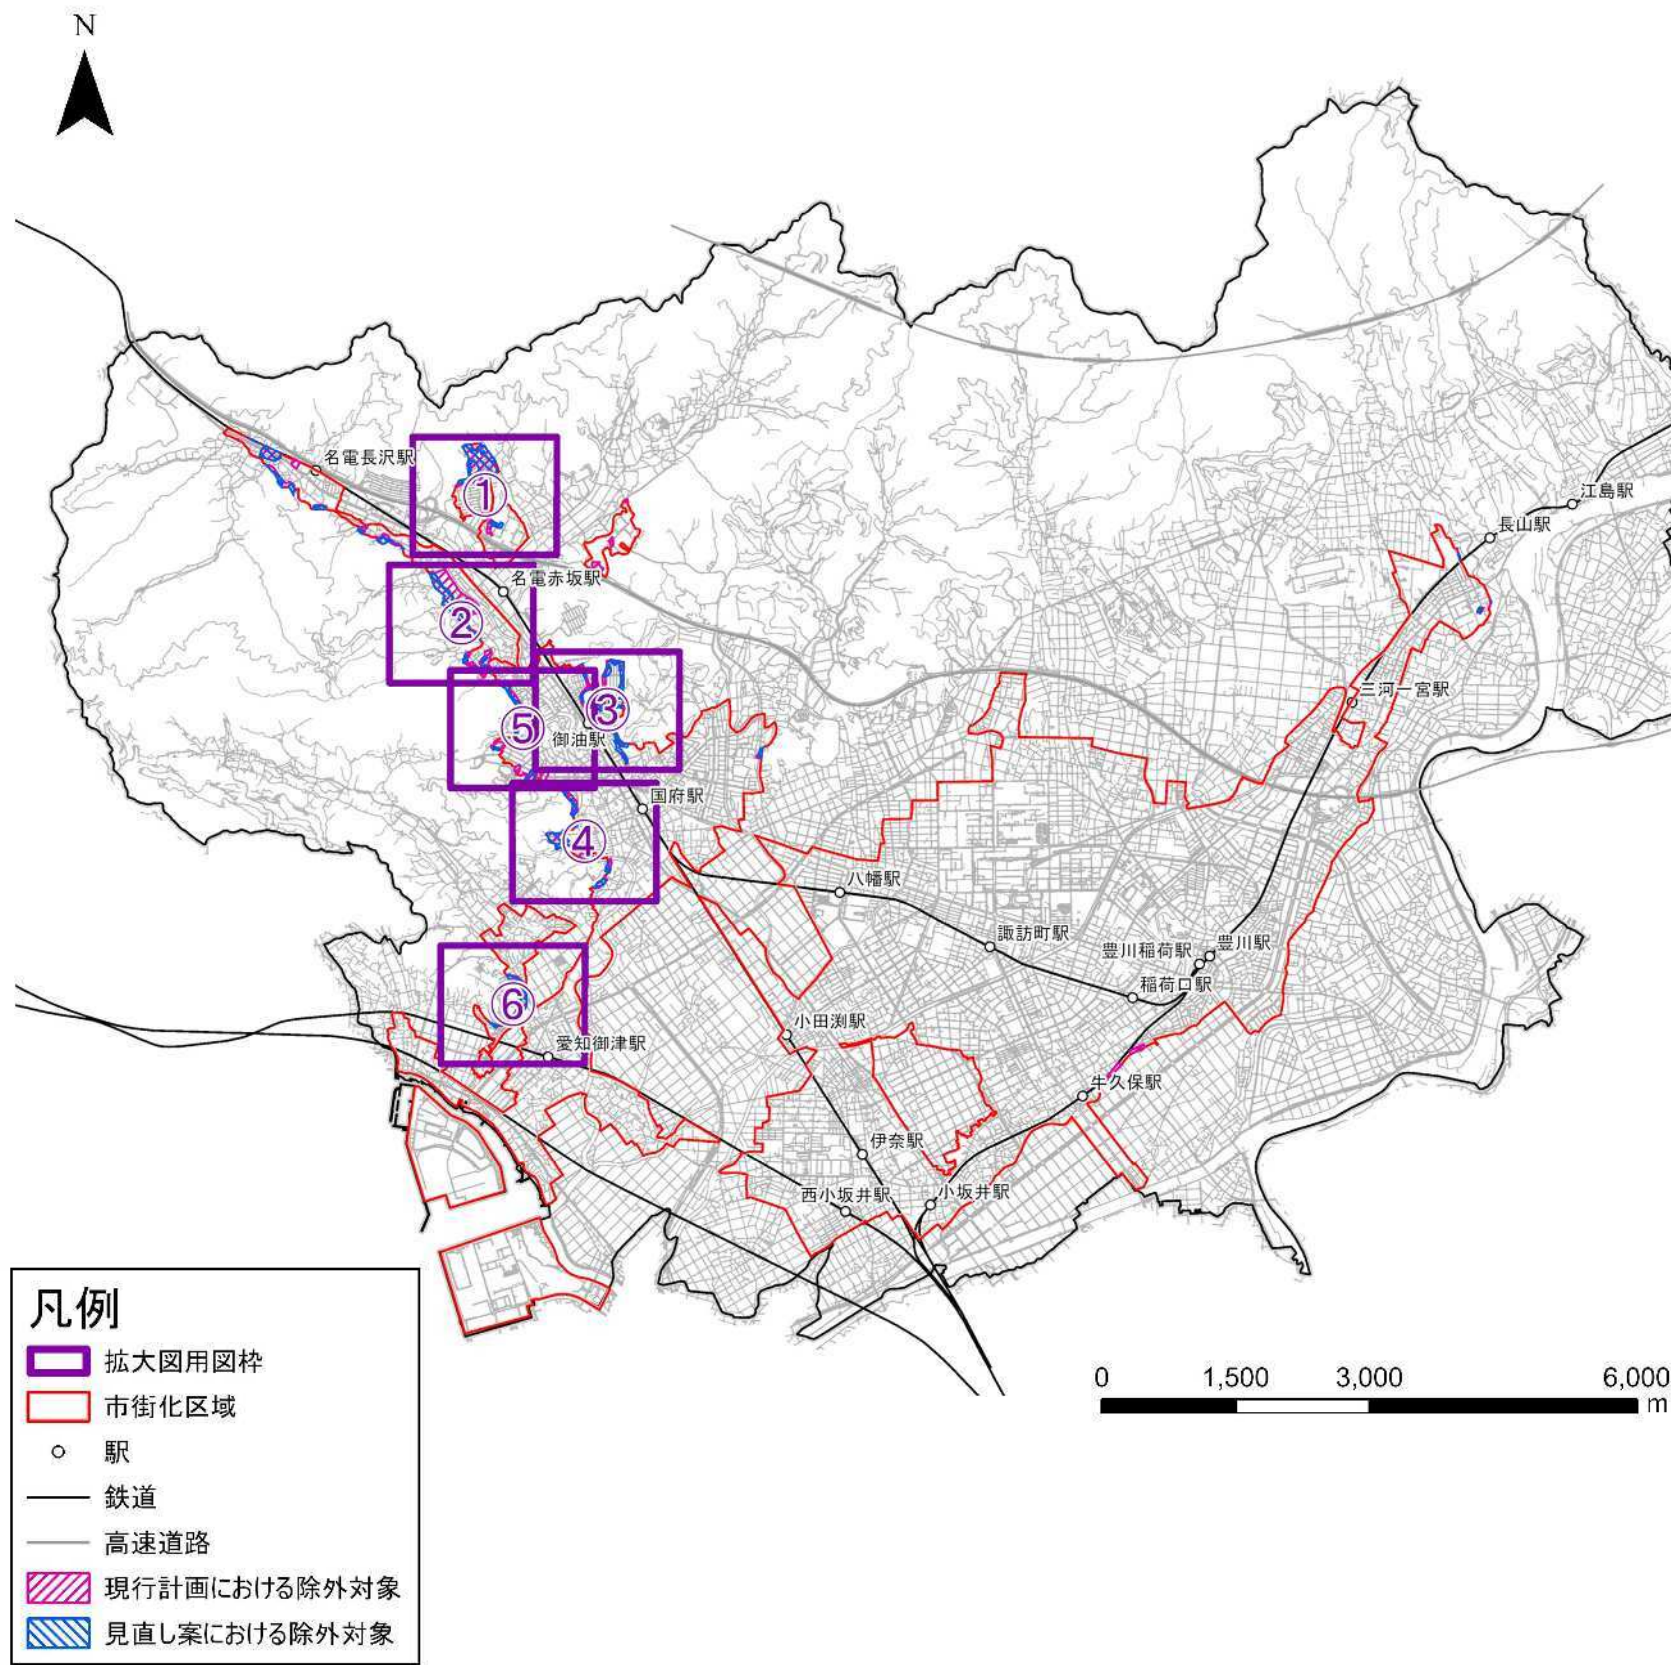 N
名電長沢駅
①
江島駅
長山駅
名電赤坂駅
②
三河一宮駅
③
⑤
御油駅
国府駅
④
八幡駅
諏訪町駅
豊川稲荷駅
豊川駅
稲荷口駅
⑥
小田渕駅
愛知御津駅
牛久保駅
伊奈駅
西小坂井駅
小坂井駅
凡例
拡大図用図枠
市街化区域
駅
鉄道
高速道路
現行計画における除外対象
見直し案における除外対象
0 1,500 3,000 6,000
m